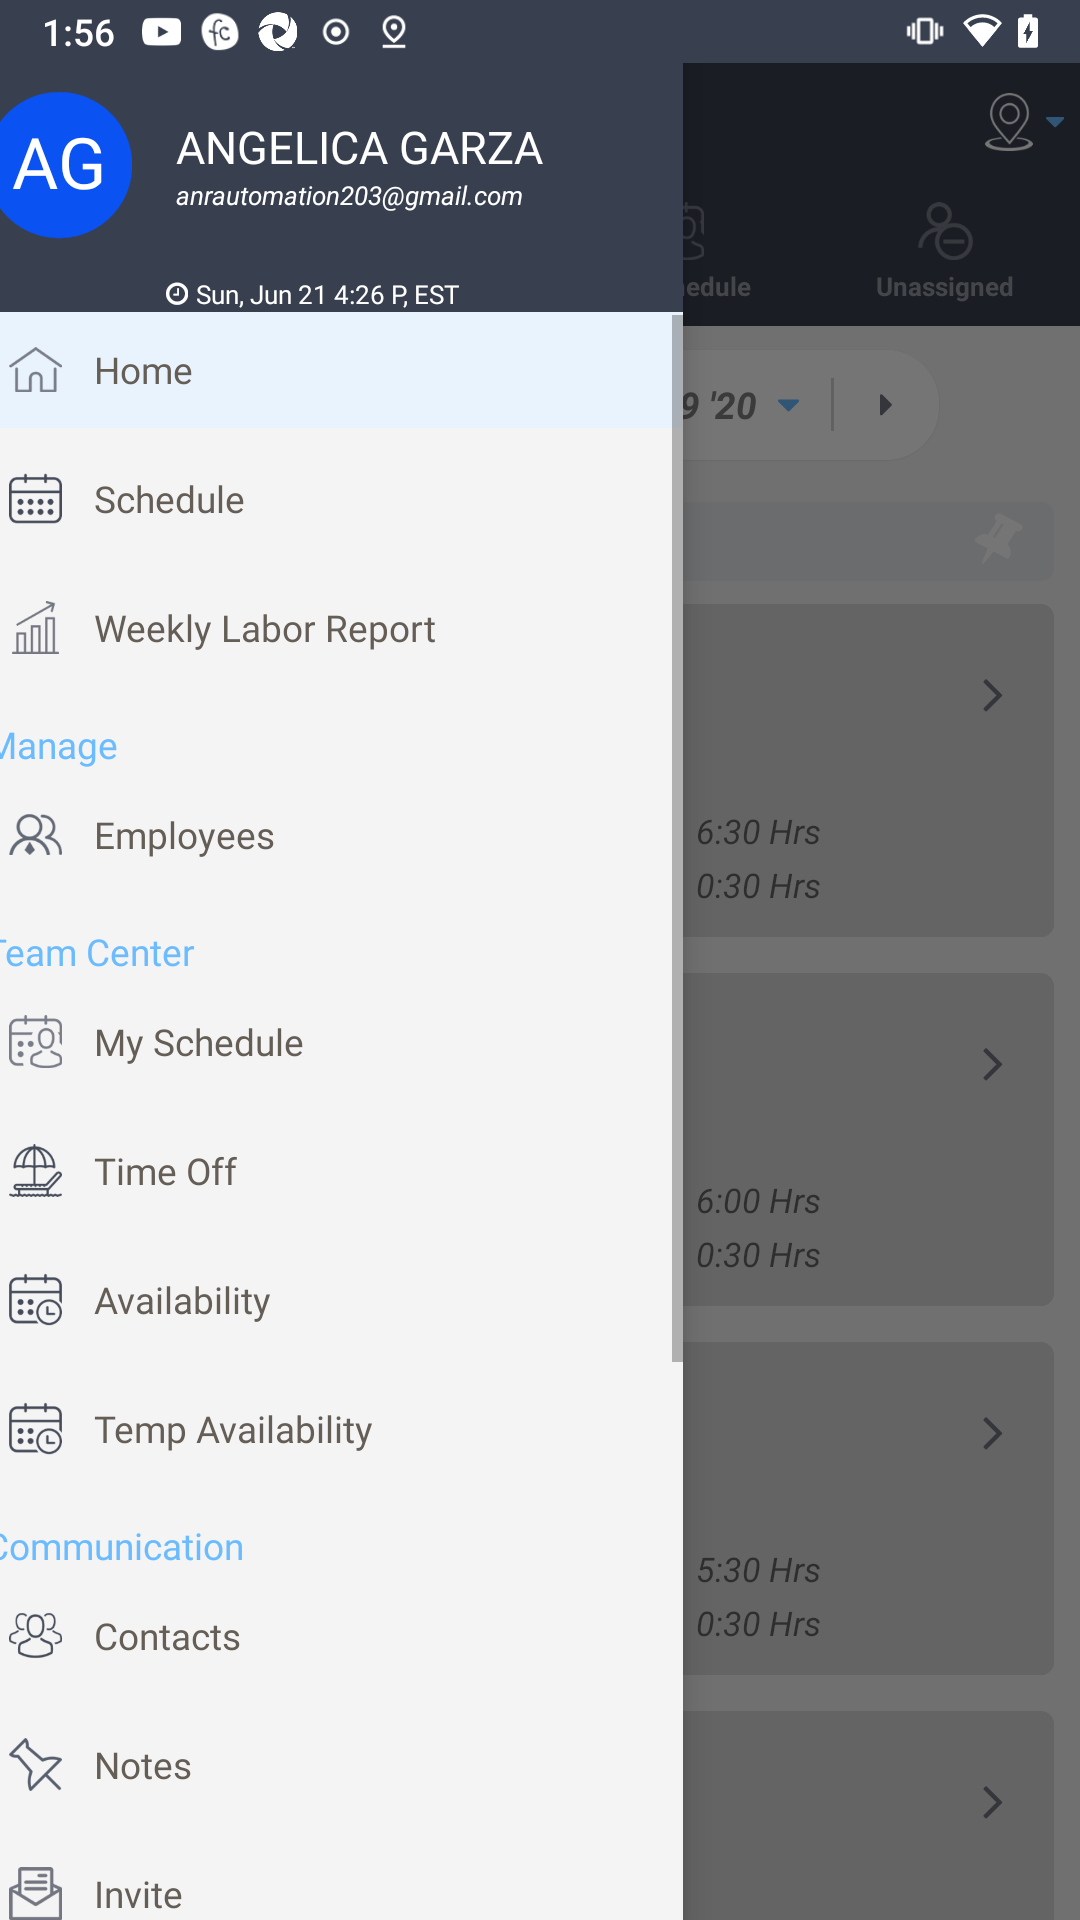 1:56
AG
ANGELICA GARZA
anrautomation203@gmail.com
Sun, Jun 21 4:26 P, EST
edule
Unassigned
Home
9 '20
Schedule
Weekly Labor Report
Manage
Employees
6:30 Hrs
0:30 Hrs
Team Center
My Schedule
Time Off
6:00 Hrs
0:30 Hrs
Availability
Temp Availability
Communication
5:30 Hrs
0:30 Hrs
Contacts
Notes
Invite